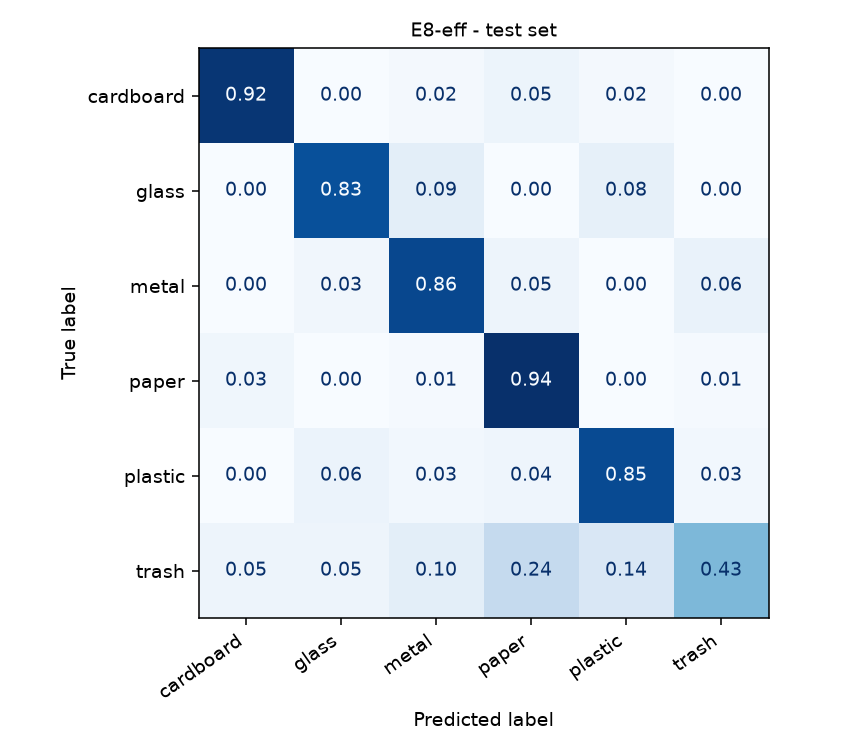 E8-eff - test set
cardboard 0.92 0.00 0.02 0.05 0.02 0.00
glass 0.00 0.83 0.09 0.00 0.08 0.00
metal 0.00 0.03 0.86 0.05 0.00 0.06
paper 0.03 0.00 0.01 0.94 0.00 0.01
plastic 0.00 0.06 0.03 0.04 0.85 0.03
trash 0.05 0.05 0.10 0.24 0.14 0.43
True label
cardboard glass metal paper plastic trash
Predicted label